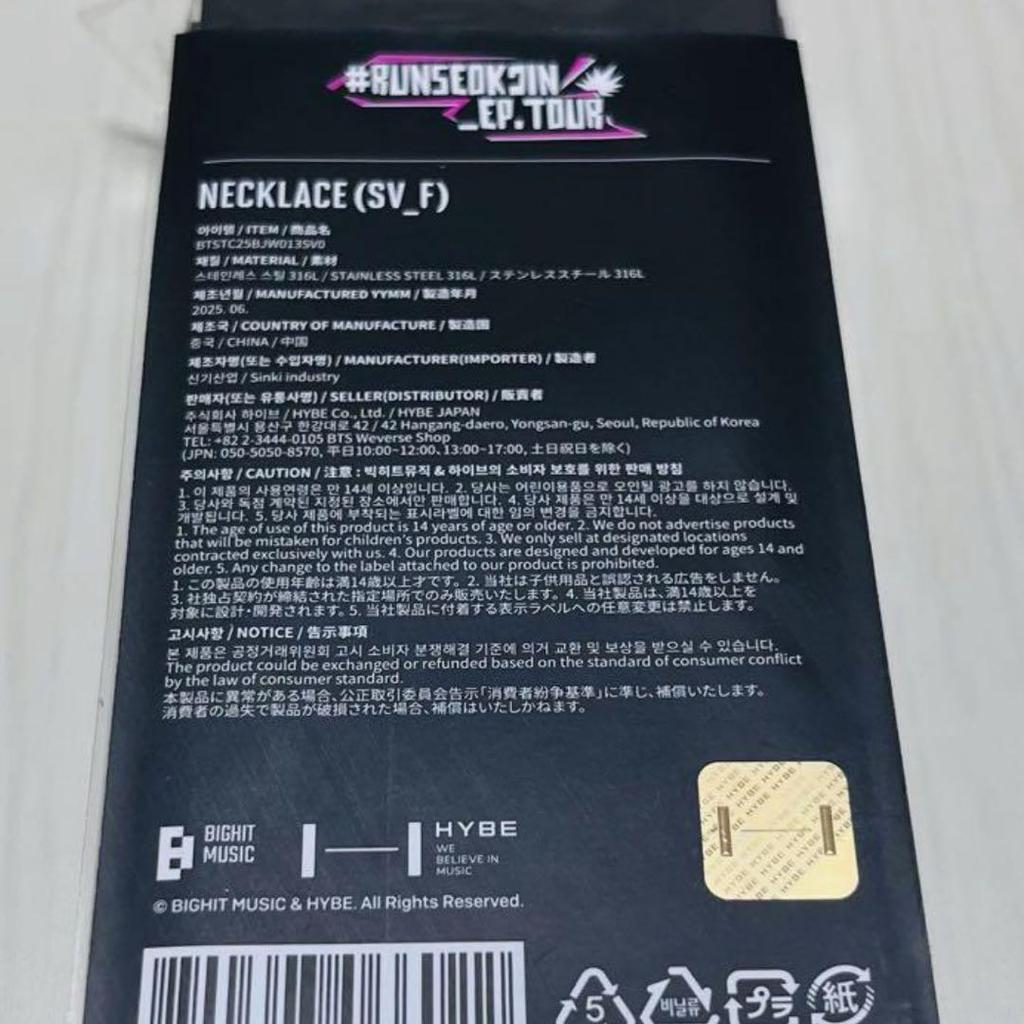 #RUNSEOKJIN
_EP.TOUR
NECKLACE (SV_F)
아이템 / ITEM / 商品名
BTSTC25BJW013SV0
재질 / MATERIAL / 素材
스테인레스 스틸 316L / STAINLESS STEEL 316L / ステンレススチール 316L
제조년월 / MANUFACTURED YYMM / 製造年月
2025. 06.
제조국 / COUNTRY OF MANUFACTURE / 製造国
중국 / CHINA / 中国
제조자명(또는 수입자명) / MANUFACTURER(IMPORTER) / 製造者
신기산업 / Sinki industry
판매자(또는 유통사명) / SELLER(DISTRIBUTOR) / 販売者
주식회사 하이브 / HYBE Co., Ltd. / HYBE JAPAN
서울특별시 용산구 한강대로 42 / 42 Hangang-daero, Yongsan-gu, Seoul, Republic of Korea
TEL: +82 2-3444-0105 BTS Weverse Shop
(JPN: 050-5050-8570, 平日10:00~12:00、13:00~17:00, 土日祝日を除く)
주의사항 / CAUTION / 注意 : 빅히트뮤직 & 하이브의 소비자 보호를 위한 판매 방침
1. 이 제품의 사용연령은 만 14세 이상입니다. 2. 당사는 어린이용품으로 오인될 광고를 하지 않습니다.
3. 당사와 독점 계약된 지정된 장소에서만 판매합니다. 4. 당사 제품은 만 14세 이상을 대상으로 설계 및
개발됩니다. 5. 당사 제품에 부착되는 표시라벨에 대한 임의 변경을 금지합니다.
1. The age of use of this product is 14 years of age or older. 2. We do not advertise products
that will be mistaken for children's products. 3. We only sell at designated locations
contracted exclusively with us. 4. Our products are designed and developed for ages 14 and
older. 5. Any change to the label attached to our product is prohibited.
1. この製品の使用年齢は満14歳以上才です。2. 当社は子供用品と誤認される広告をしません。
3. 社独占契約が締結された指定場所でのみ販売いたします。4. 当社製品は、満14歳以上を
対象に設計・開発されます。5. 当社製品に付着する表示ラベルへの任意変更は禁止します。
고시사항 / NOTICE / 告示事項
본 제품은 공정거래위원회 고시 소비자 분쟁해결 기준에 의거 교환 및 보상을 받으실 수 있습니다.
The product could be exchanged or refunded based on the standard of consumer conflict
by the law of consumer standard.
本製品に異常がある場合、公正取引委員会告示「消費者紛争基準」に準じ、補償いたします。
消費者の過失で製品が破損された場合、補償はいたしかねます。
BIGHIT
MUSIC
HYBE
WE
BELIEVE IN
MUSIC
© BIGHIT MUSIC & HYBE. All Rights Reserved.
HYBE HYBE HYBE
5
비닐류
プラ
紙